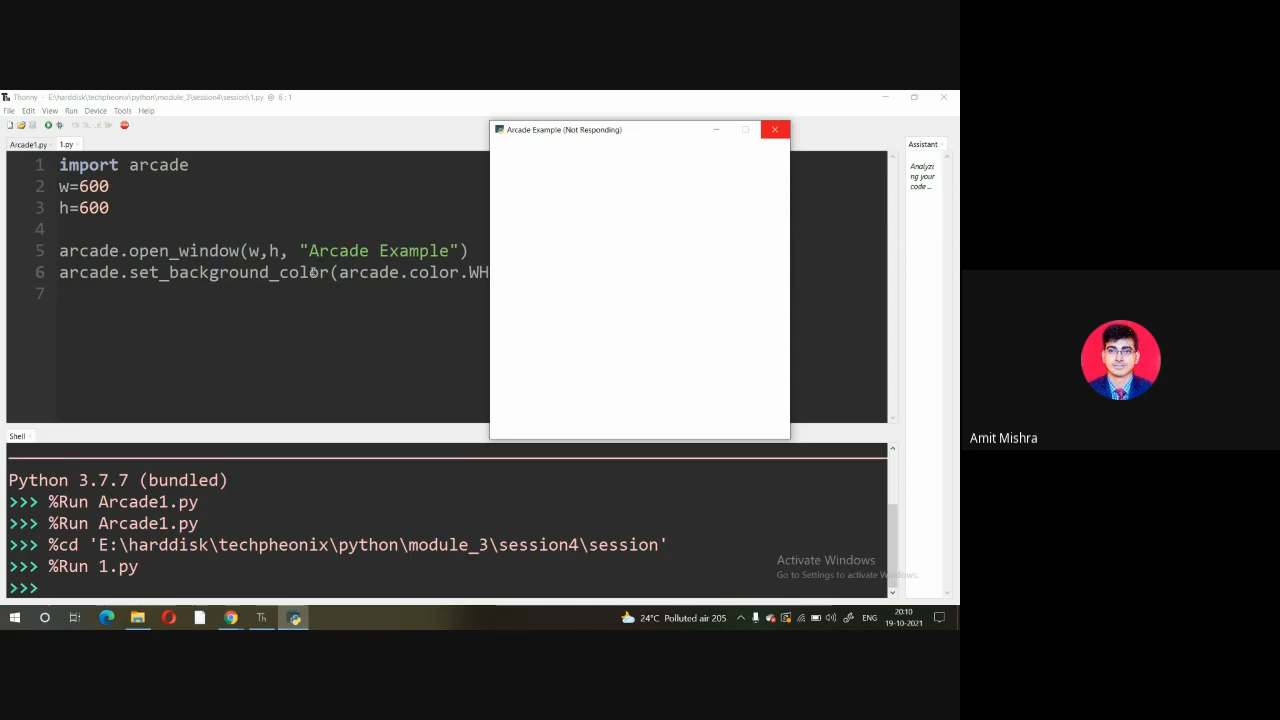 Thonny - E:\harddisk\techpheonix\python\module_3\session4\session\1.py @ 6:1
File Edit View Run Device Tools Help
Arcade1.py
1.py
Assistant
Arcade Example (Not Responding)
1 import arcade
2 w=600
3 h=600
4
5 arcade.open_window(w,h, "Arcade Example")
6 arcade.set_background_color(arcade.color.WH
7
Analyzi
ng your
code ...
Amit Mishra
Shell
Python 3.7.7 (bundled)
>>> %Run Arcade1.py
>>> %Run Arcade1.py
>>> %cd 'E:\harddisk\techpheonix\python\module_3\session4\session'
>>> %Run 1.py
>>>
Activate Windows
Go to Settings to activate Windows.
Th
24°C Polluted air 205
ENG
20:10
19-10-2021